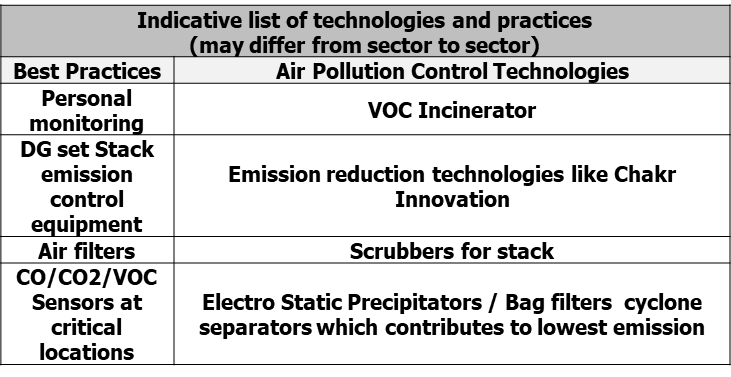 Indicative list of technologies and practices
(may differ from sector to sector)
Best Practices
Air Pollution Control Technologies
Personal
monitoring
VOC Incinerator
DG set Stack
emission
control
equipment
Emission reduction technologies like Chakr
Innovation
Air filters
Scrubbers for stack
CO/CO2/VOC
Sensors at
critical
locations
Electro Static Precipitators / Bag filters  cyclone
separators which contributes to lowest emission